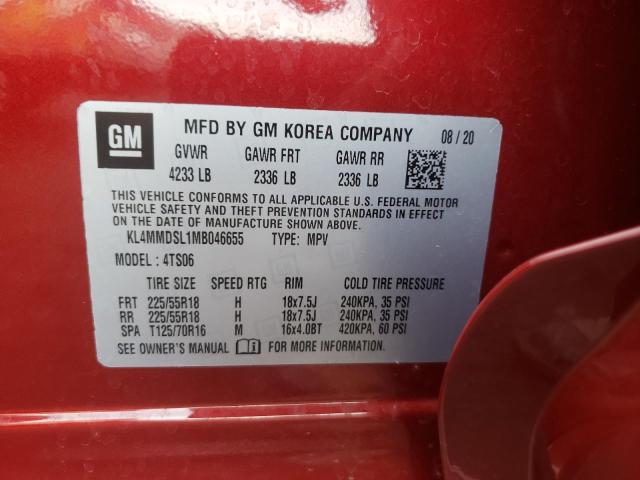 GM
MFD BY GM KOREA COMPANY 08 / 20
GVWR GAWR FRT GAWR RR
4233 LB 2336 LB 2336 LB
THIS VEHICLE CONFORMS TO ALL APPLICABLE U.S. FEDERAL MOTOR
VEHICLE SAFETY AND THEFT PREVENTION STANDARDS IN EFFECT
ON THE DATE OF MANUFACTURE SHOWN ABOVE.
KL4MMDSL1MB046655 TYPE: MPV
MODEL : 4TS06
TIRE SIZE SPEED RTG RIM COLD TIRE PRESSURE
FRT 225/55R18 H 18x7.5J 240KPA, 35 PSI
RR 225/55R18 H 18x7.5J 240KPA, 35 PSI
SPA T125/70R16 M 16x4.0BT 420KPA, 60 PSI
SEE OWNER'S MANUAL FOR MORE INFORMATION.